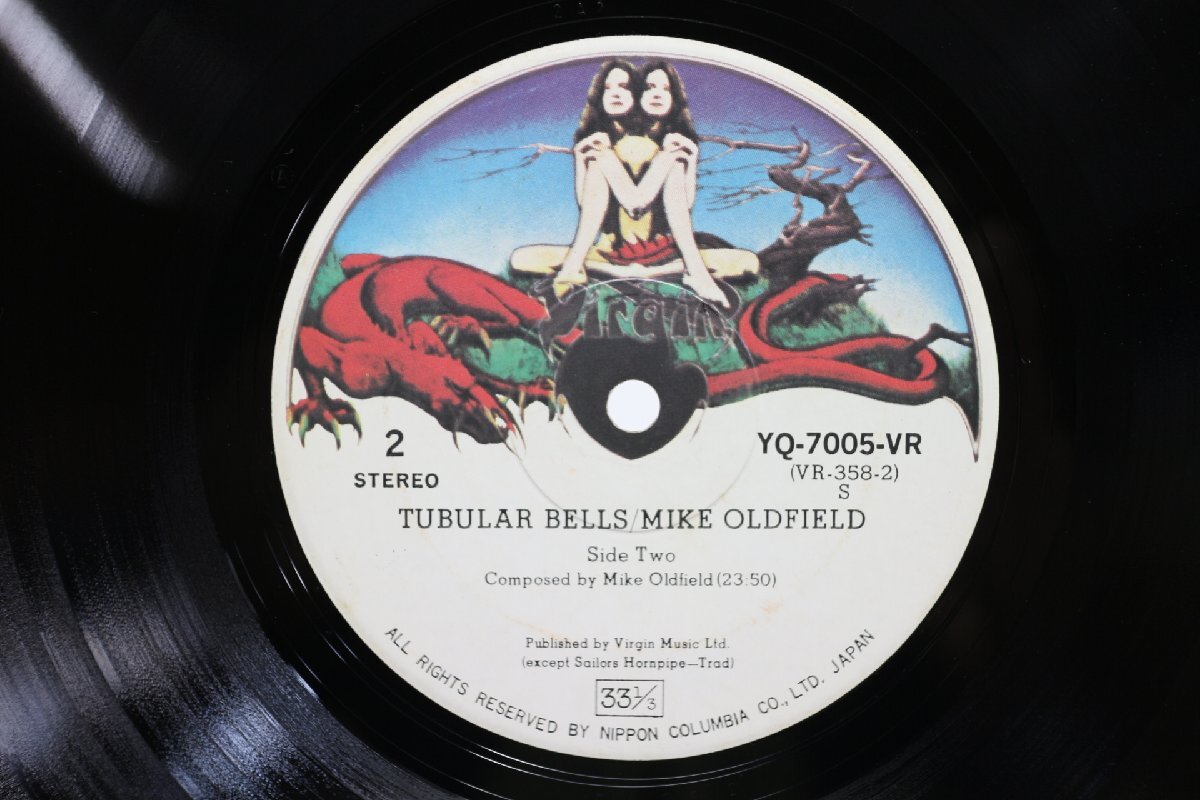 Virgin
2
STEREO
YQ-7005-VR
(VR-358-2)
S
TUBULAR BELLS/MIKE OLDFIELD
Side Two
Composed by Mike Oldfield (23:50)
Published by Virgin Music Ltd.
(except Sailors Hornpipe—Trad)
33⅓
ALL RIGHTS RESERVED BY NIPPON COLUMBIA CO., LTD. JAPAN